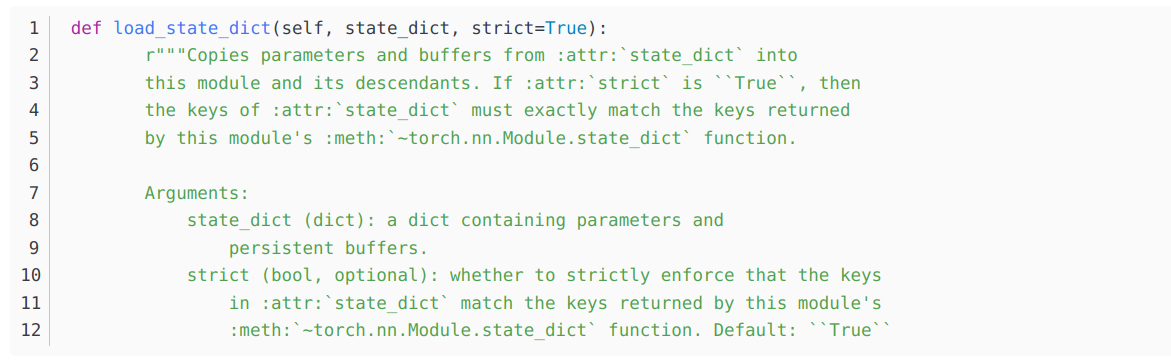 1 def load_state_dict(self, state_dict, strict=True):
2 r"""Copies parameters and buffers from :attr:`state_dict` into
3 this module and its descendants. If :attr:`strict` is ``True``, then
4 the keys of :attr:`state_dict` must exactly match the keys returned
5 by this module's :meth:`~torch.nn.Module.state_dict` function.
6
7 Arguments:
8 state_dict (dict): a dict containing parameters and
9 persistent buffers.
10 strict (bool, optional): whether to strictly enforce that the keys
11 in :attr:`state_dict` match the keys returned by this module's
12 :meth:`~torch.nn.Module.state_dict` function. Default: ``True``